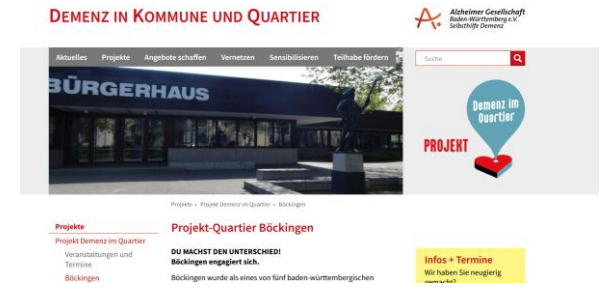 DEMENZ IN KOMMUNE UND QUARTIER
Alzheimer Gesellschaft
Baden-Württemberg e.V.
Selbsthilfe Demenz
Aktuelles Projekte Angebote schaffen Vernetzen Sensibilisieren Teilhabe fördern
Suche
BÜRGERHAUS
Demenz im
Quartier
PROJEKT
Projekte » Projekt Demenz im Quartier » Böckingen
Projekte
Projekt Demenz im Quartier
Veranstaltungen und
Termine
Böckingen
Projekt-Quartier Böckingen
DU MACHST DEN UNTERSCHIED!
Böckingen engagiert sich.
Böckingen wurde als eines von fünf baden-württembergischen
Infos + Termine
Wir haben Sie neugierig
gemacht?